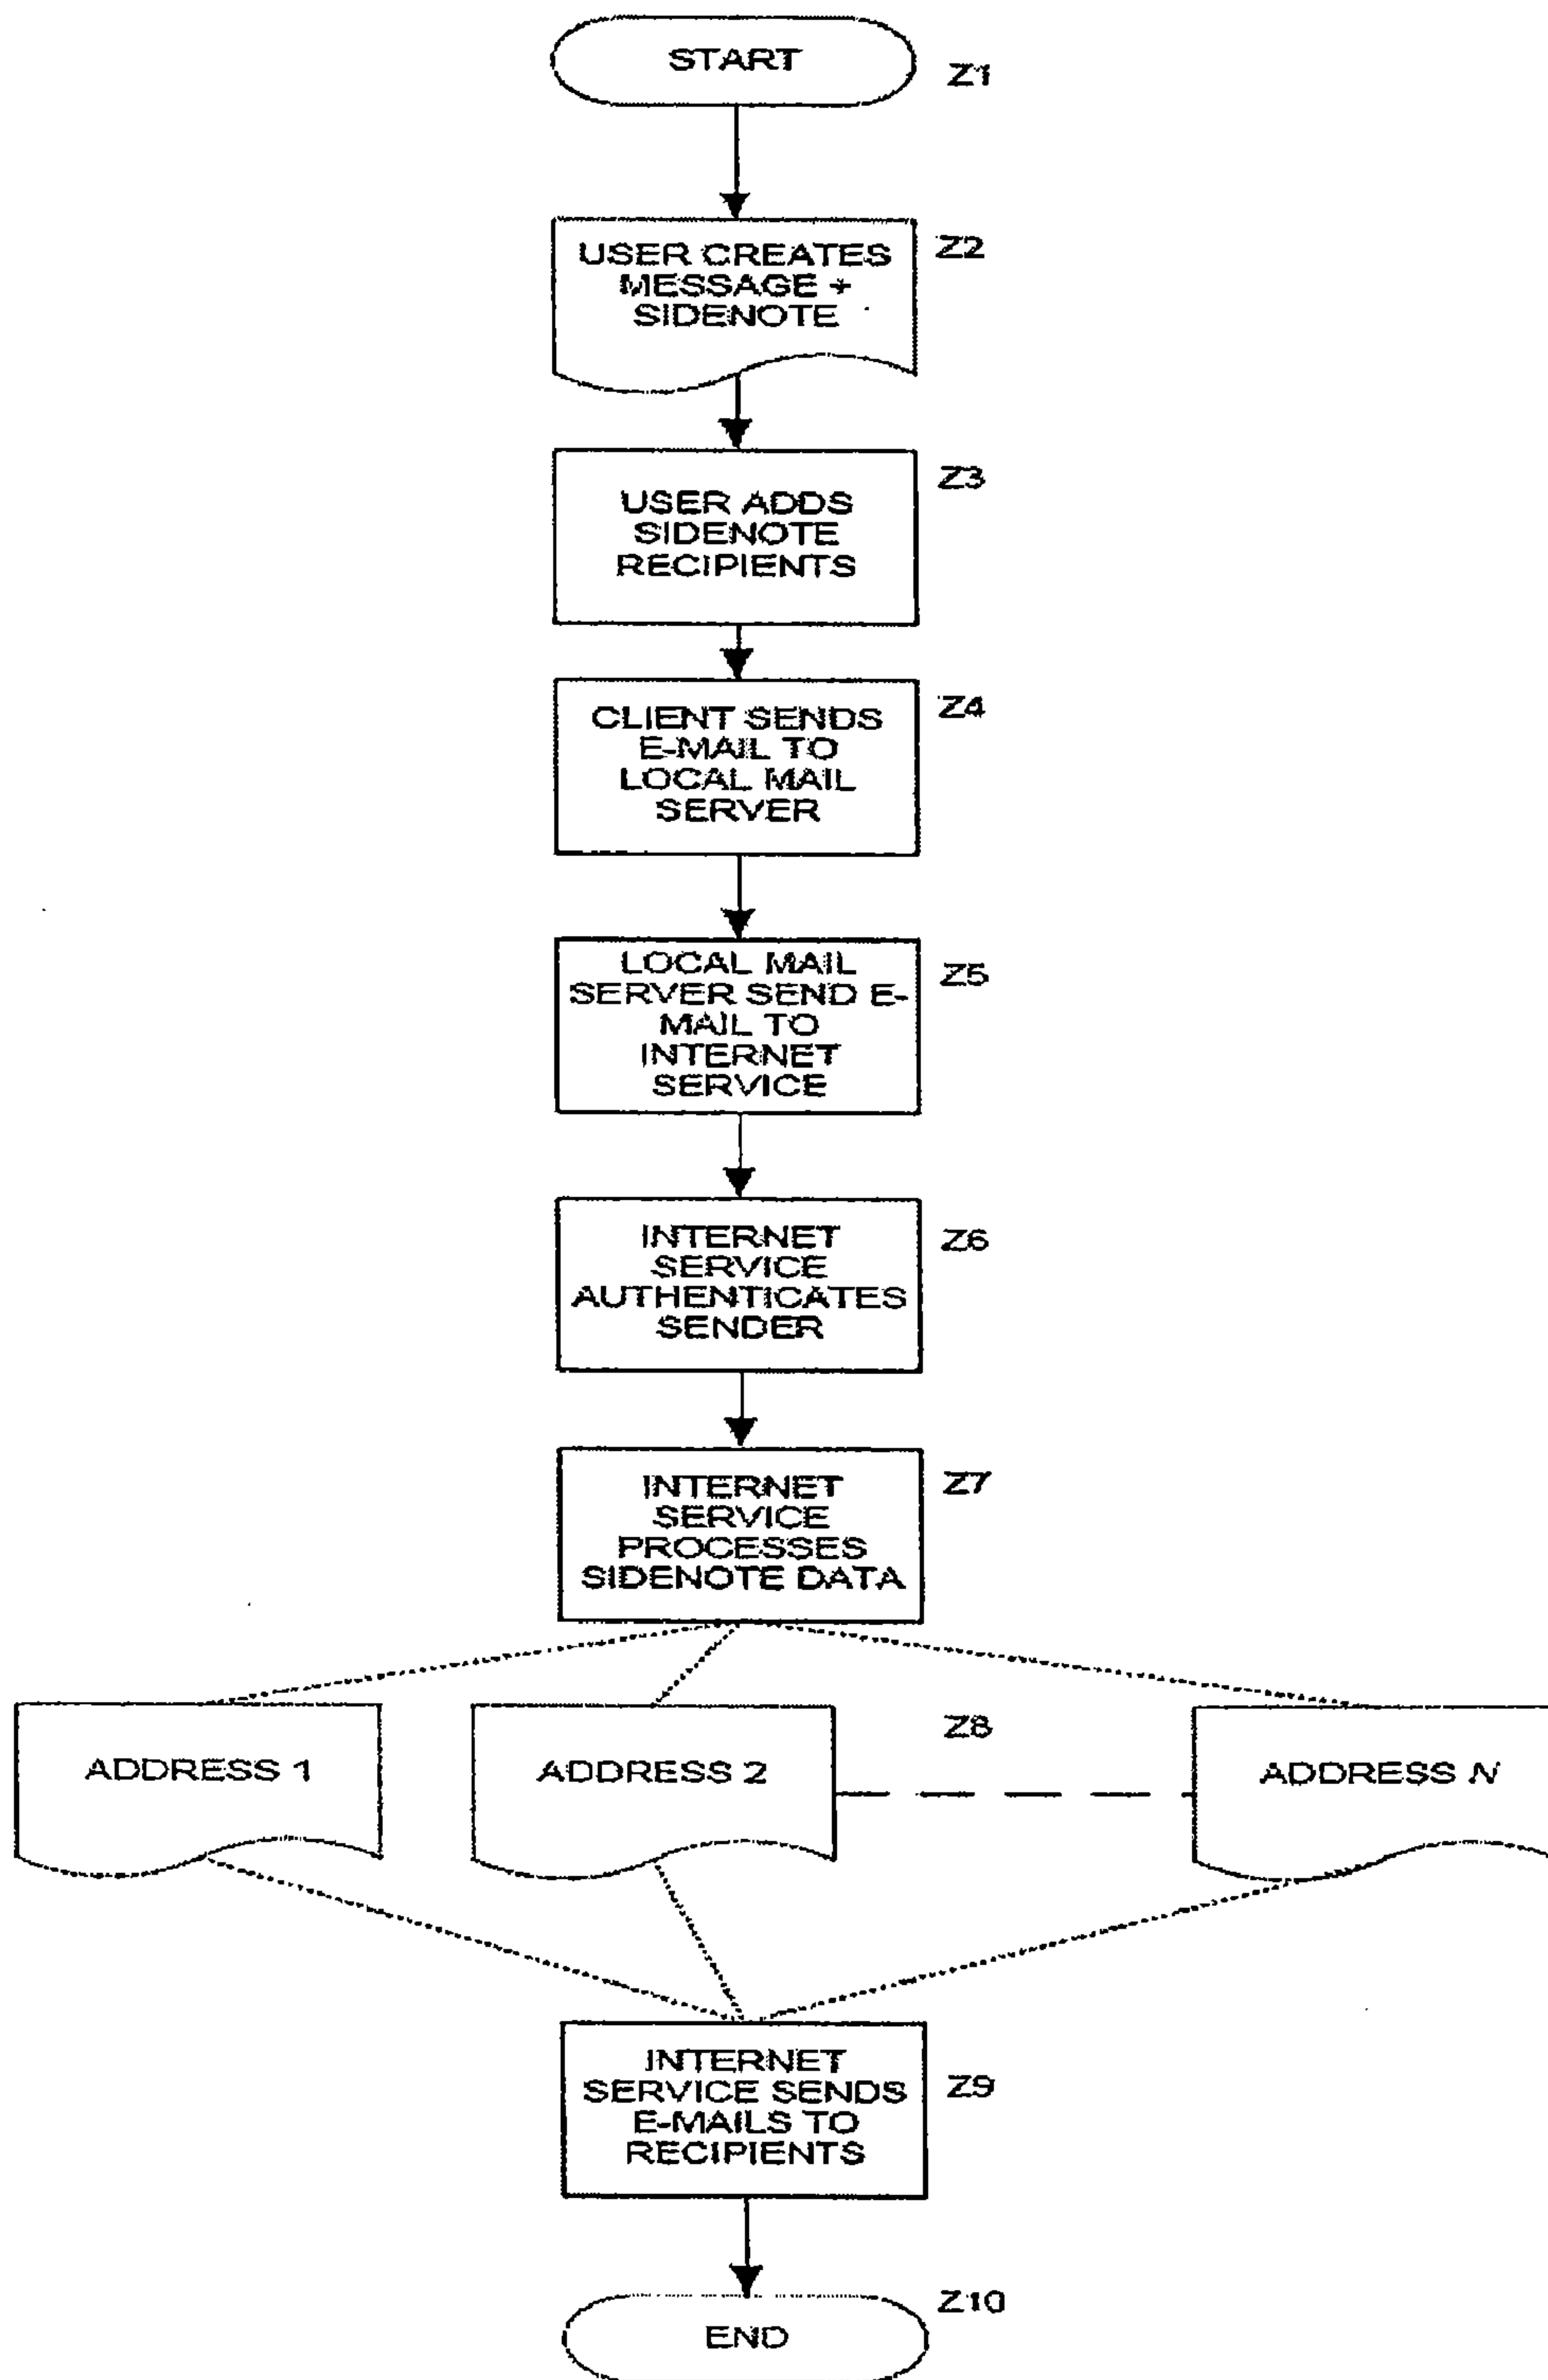 START
Z1
USER CREATES
MESSAGE +
SIDENOTE
Z2
USER ADDS
SIDENOTE
RECIPIENTS
Z3
CLIENT SENDS
E-MAIL TO
LOCAL MAIL
SERVER
Z4
LOCAL MAIL
SERVER SEND E-
MAIL TO
INTERNET
SERVICE
Z5
INTERNET
SERVICE
AUTHENTICATES
SENDER
Z6
INTERNET
SERVICE
PROCESSES
SIDENOTE DATA
Z7
ADDRESS 1
ADDRESS 2
Z8
ADDRESS N
INTERNET
SERVICE SENDS
E-MAILS TO
RECIPIENTS
Z9
END
Z10